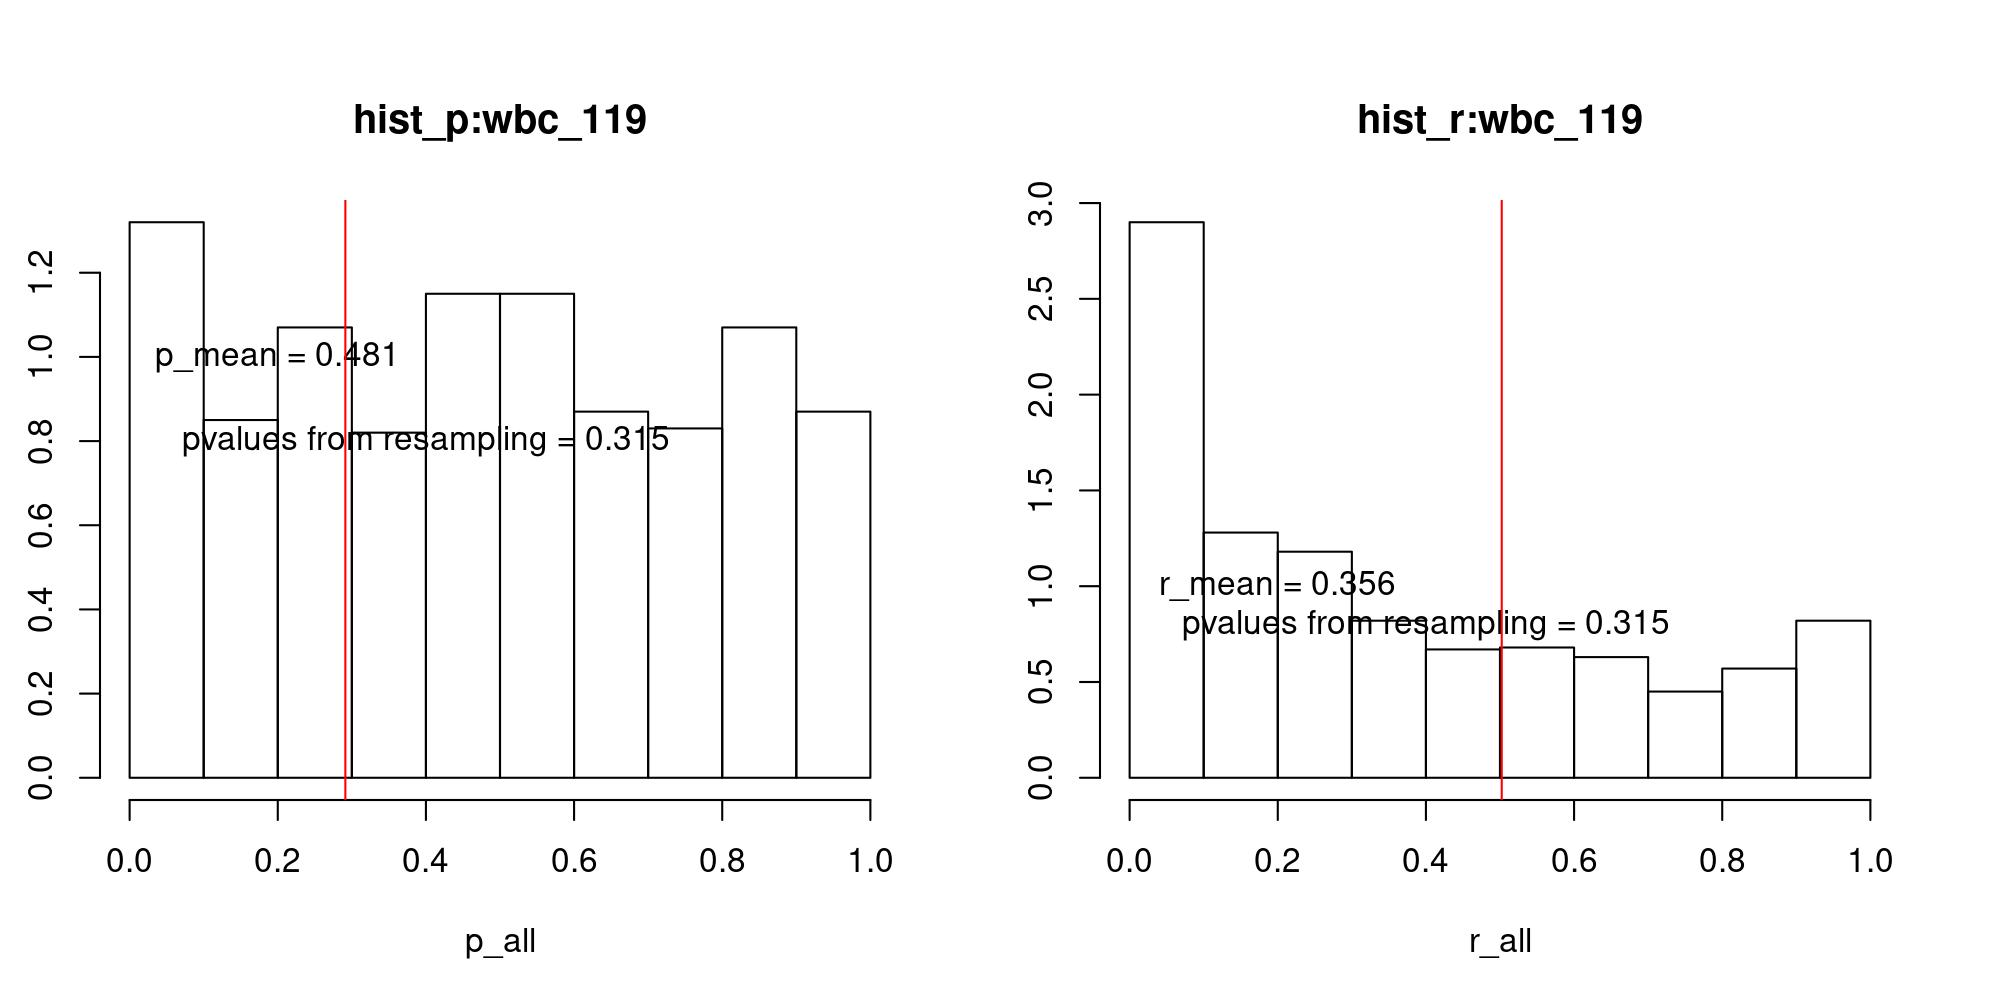 hist_p:wbc_119
1.2
1.0
0.8
0.6
0.4
0.2
0.0
p_mean = 0.481
pvalues from resampling = 0.315
0.0 0.2 0.4 0.6 0.8 1.0
p_all
hist_r:wbc_119
3.0
2.5
2.0
1.5
1.0
0.5
0.0
r_mean = 0.356
pvalues from resampling = 0.315
0.0 0.2 0.4 0.6 0.8 1.0
r_all